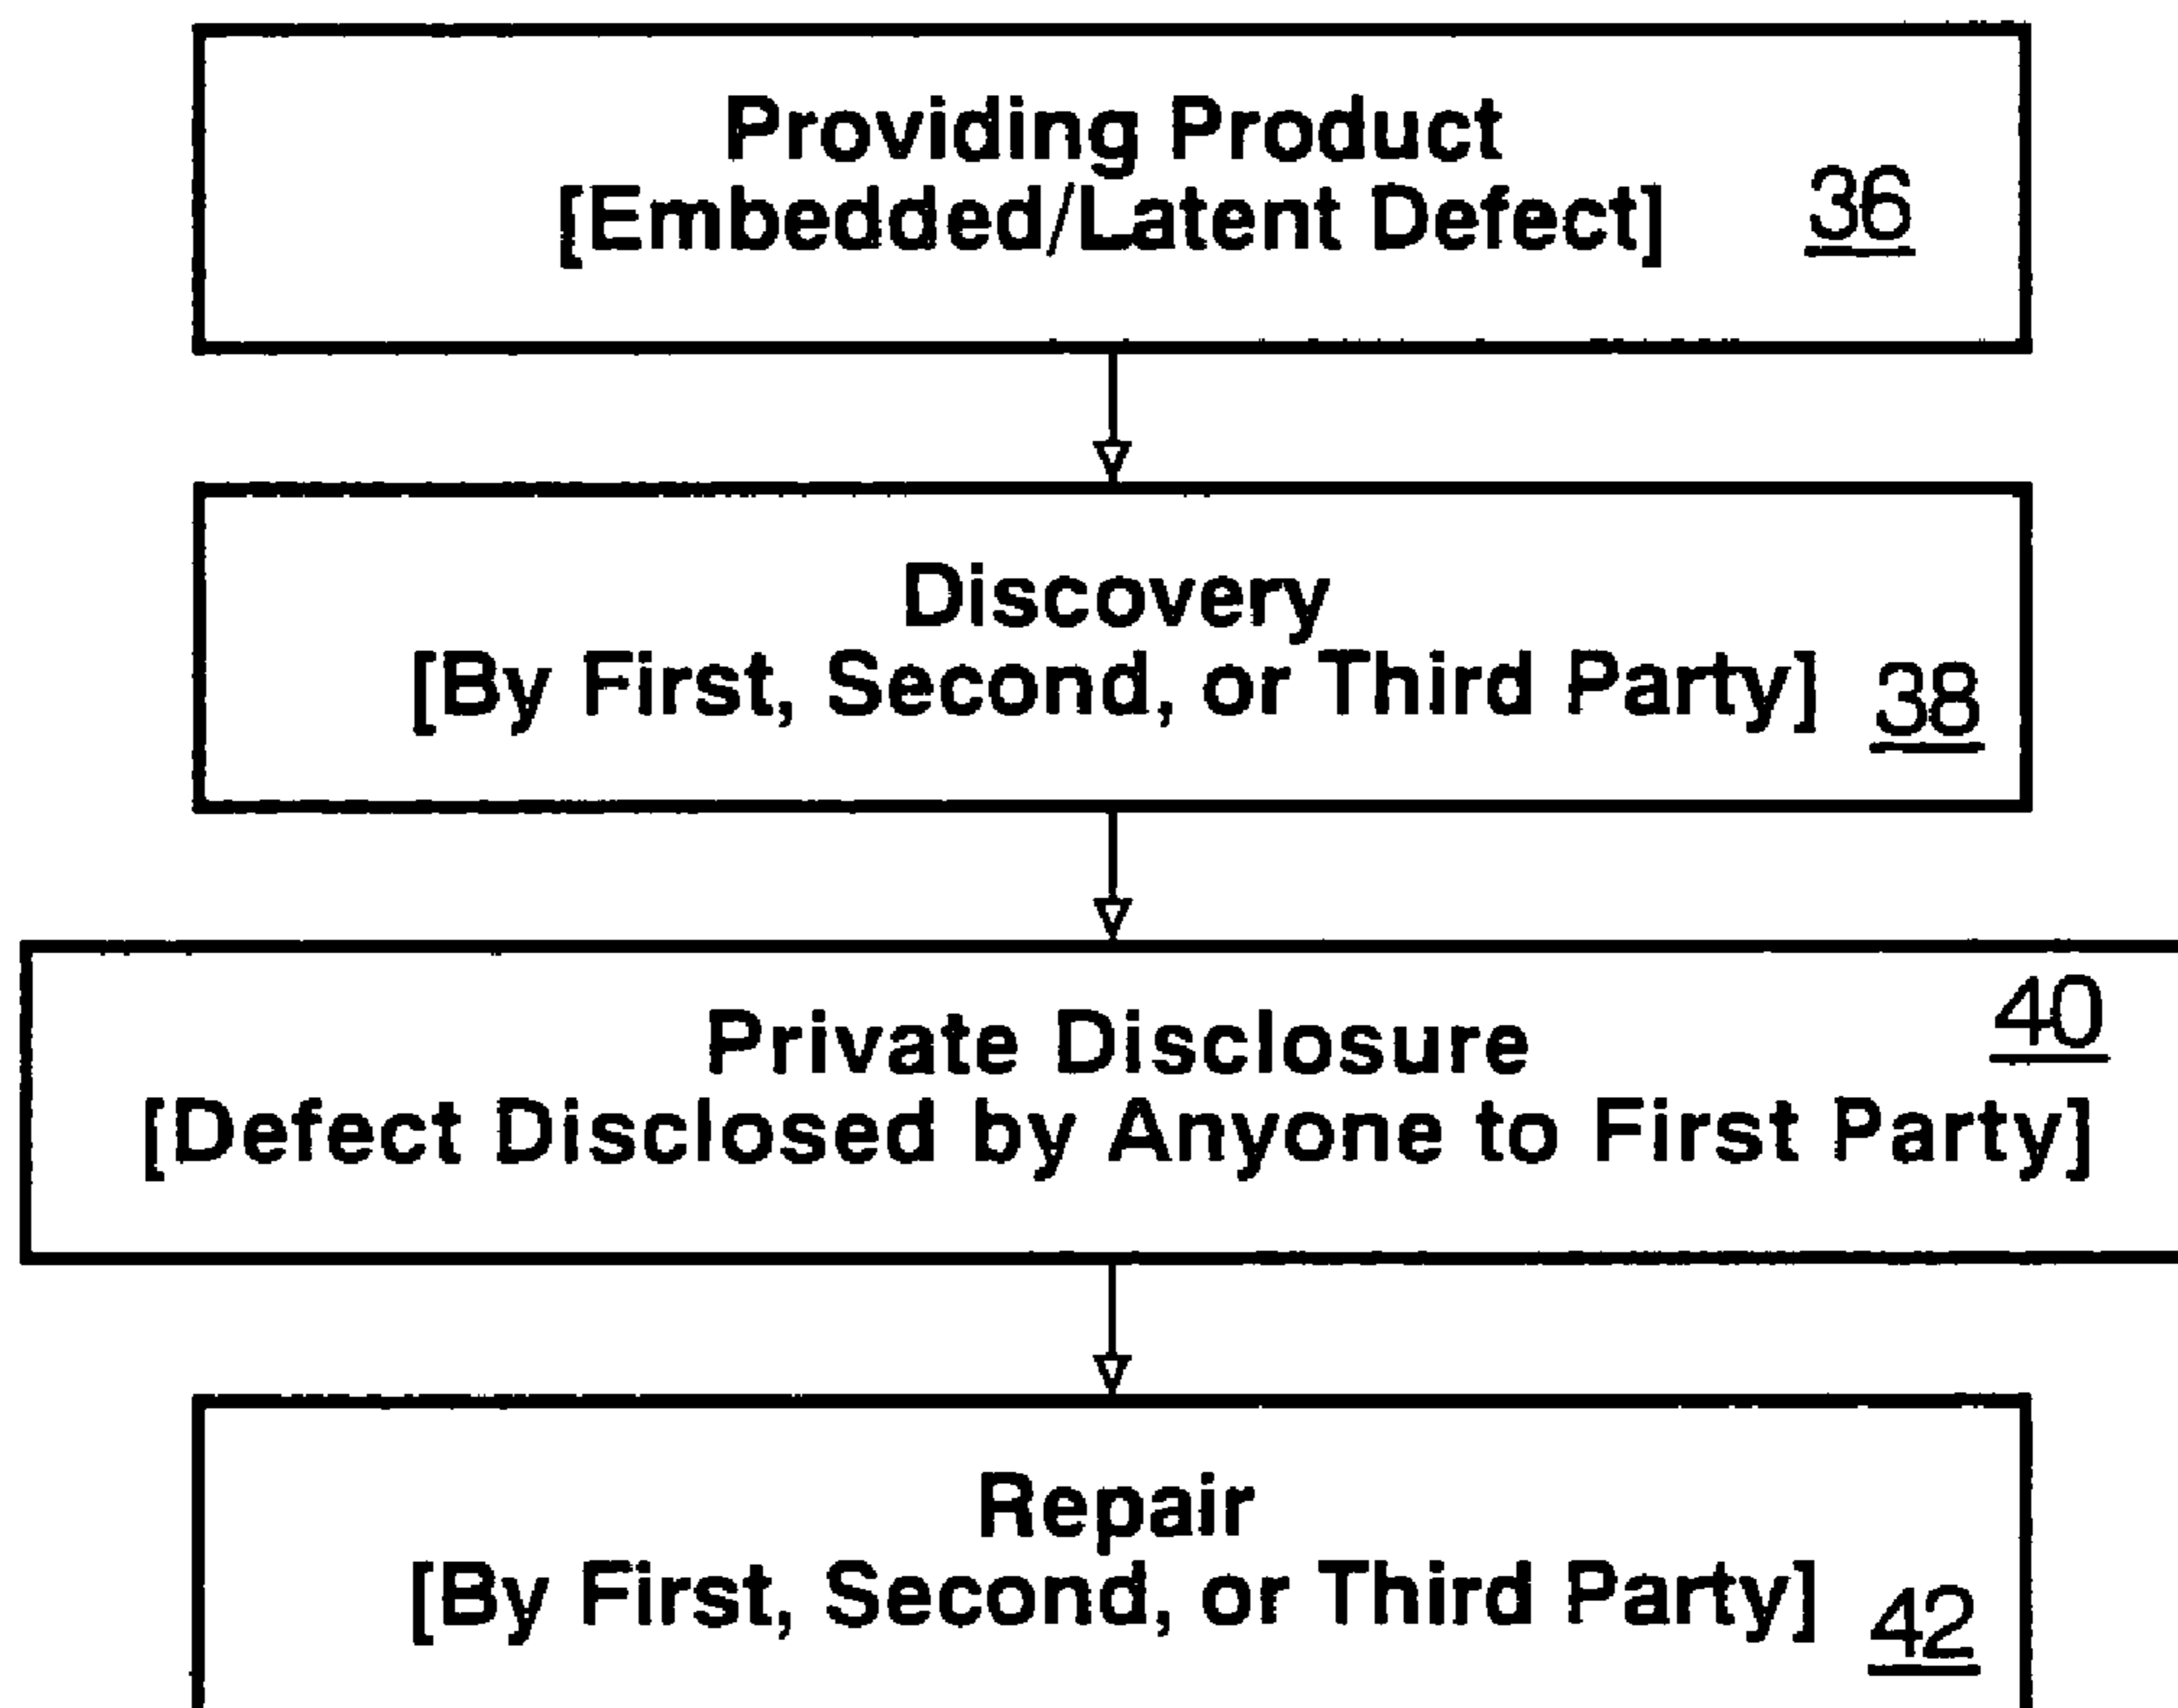 Providing Product
[Embedded/Latent Defect] 36
Discovery
[By First, Second, or Third Party] 38
40
Private Disclosure
[Defect Disclosed by Anyone to First Party]
Repair
[By First, Second, or Third Party] 42